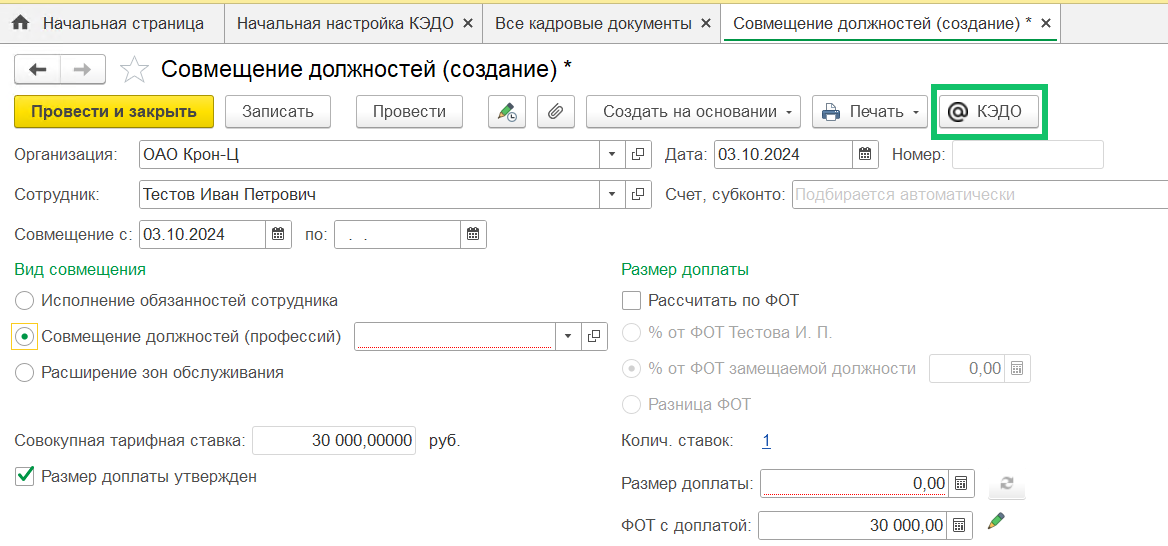 Начальная страница Начальная настройка КЭДО Все кадровые документы Совмещение должностей (создание) *
Совмещение должностей (создание) *
Провести и закрыть Записать Провести Создать на основании Печать @ КЭДО
Организация: ОАО Крон-Ц Дата: 03.10.2024 Номер:
Сотрудник: Тестов Иван Петрович Счет, субконто: Подбирается автоматически
Совмещение с: 03.10.2024 по: . .
Вид совмещения Размер доплаты
Исполнение обязанностей сотрудника Рассчитать по ФОТ
Совмещение должностей (профессий) % от ФОТ Тестова И. П.
Расширение зон обслуживания % от ФОТ замещаемой должности 0,00
Разница ФОТ
Совокупная тарифная ставка: 30 000,00000 руб. Колич. ставок: 1
Размер доплаты утвержден Размер доплаты: 0,00
ФОТ с доплатой: 30 000,00